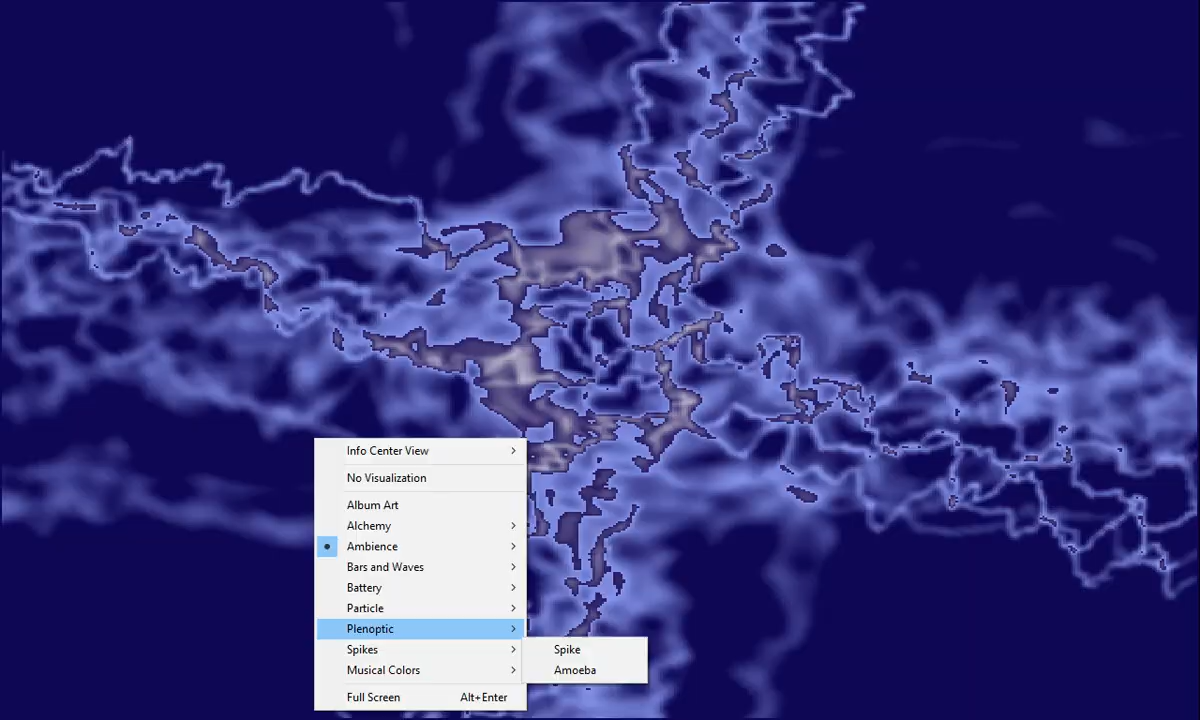 Info Center View
No Visualization
Album Art
Alchemy
Ambience
Bars and Waves
Battery
Particle
Plenoptic
Spikes
Musical Colors
Full Screen Alt+Enter
Spike
Amoeba